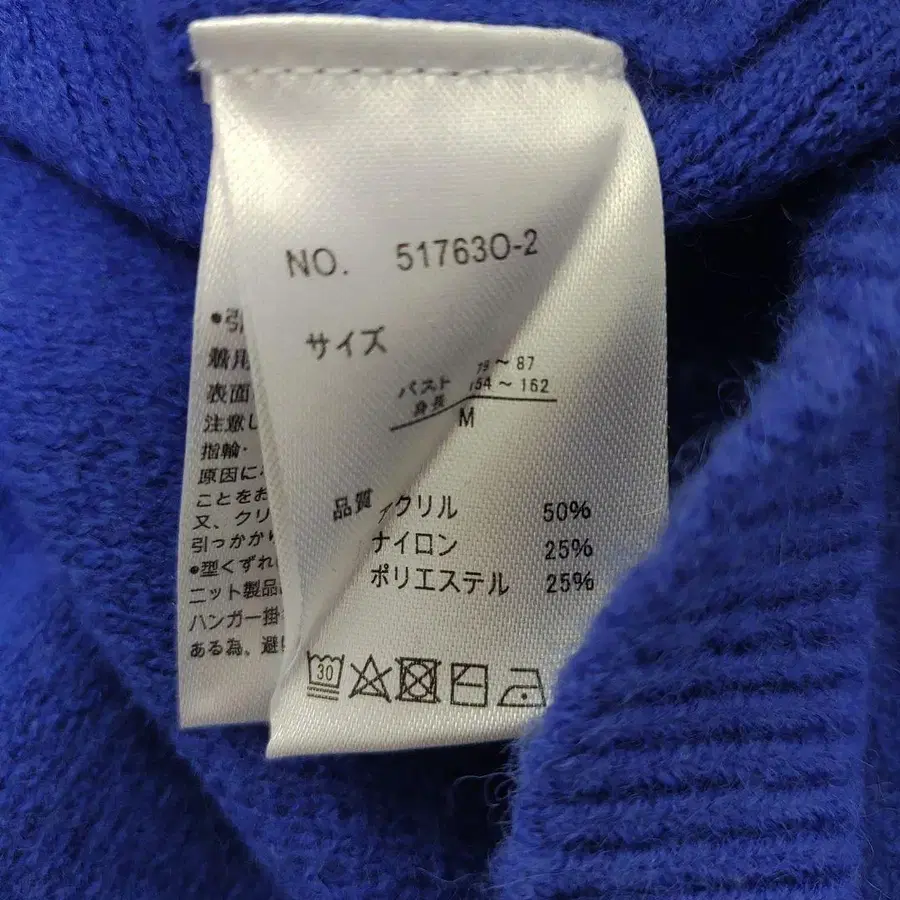 NO. 517630-2
サイズ
バスト 79～87
身長 154～162
M
品質
アクリル 50%
ナイロン 25%
ポリエステル 25%
30
•引
着用
表面
注意し
指輪・
原因に
ことをお
又、クリ
引っかかり
•型くずれ
ニット製品
ハンガー掛
ある為、避け